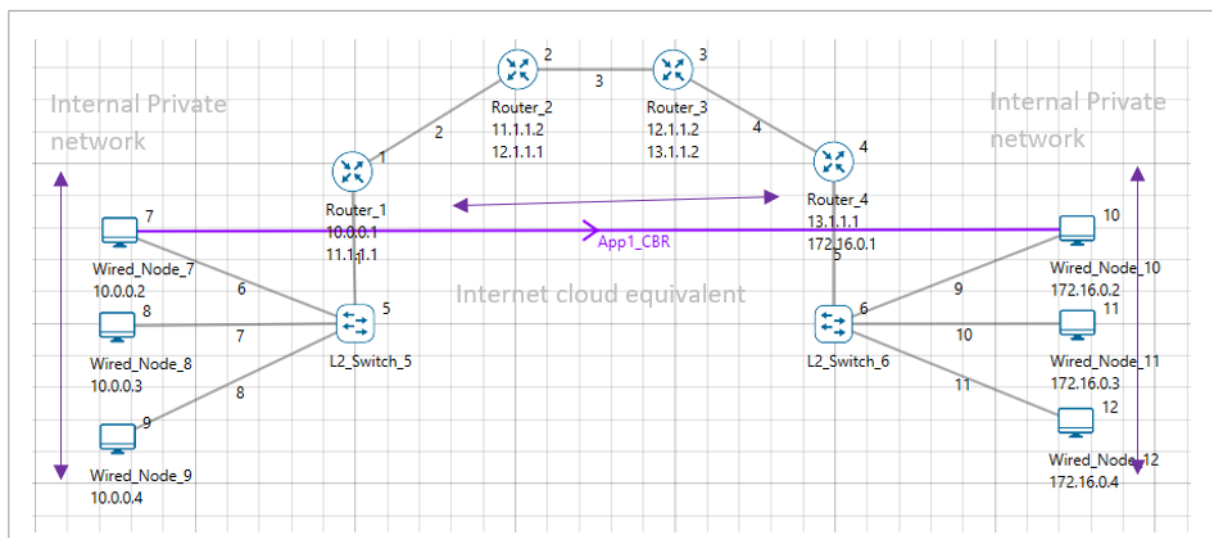 2
3
3
Internal Private
network
Internal Private
network
Router_2
11.1.1.2
12.1.1.1
Router_3
12.1.1.2
13.1.1.2
2
4
1
4
Router_1
10.0.0.1
11.1.1.1
1
Router_4
13.1.1.1
172.16.0.1
5
7
App1_CBR
10
Wired_Node_7
10.0.0.2
6
Internet cloud equivalent
9
Wired_Node_10
172.16.0.2
8
7
5
L2_Switch_5
6
L2_Switch_6
10
11
Wired_Node_8
10.0.0.3
Wired_Node_11
172.16.0.3
8
11
9
12
Wired_Node_9
10.0.0.4
Wired_Node_12
172.16.0.4